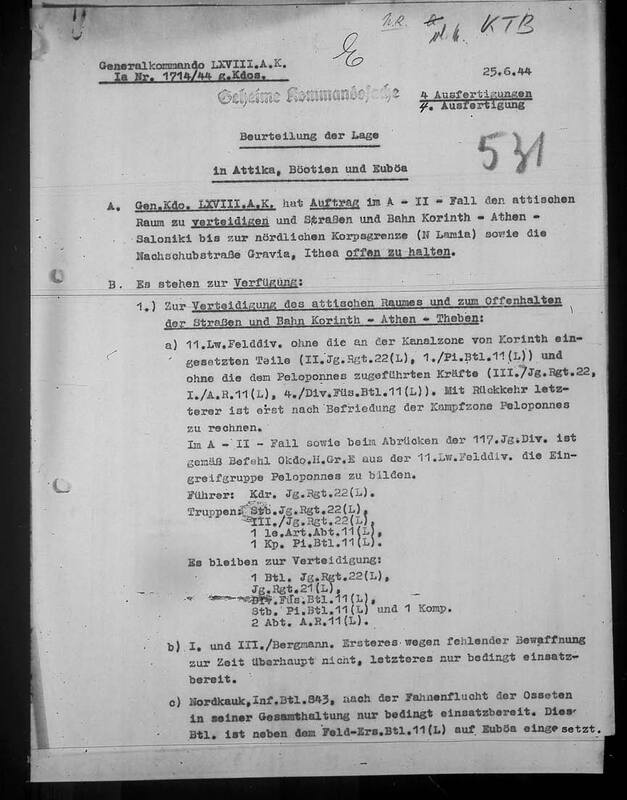 KTB
Generalkommando LXVIII.A.K.
Ia Nr. 1714/44 g.Kdos.
25.6.44
Geheime Kommandosache
4 Ausfertigungen
4. Ausfertigung
Beurteilung der Lage
in Attika, Böotien und Euböa
531
A. Gen.Kdo. LXVIII.A.K. hat Auftrag im A - II - Fall den attischen
Raum zu verteidigen und Straßen und Bahn Korinth - Athen -
Saloniki bis zur nördlichen Korpsgrenze (N Lamia) sowie die
Nachschubstraße Gravia, Ithea offen zu halten.
B. Es stehen zur Verfügung:
1.) Zur Verteidigung des attischen Raumes und zum Offenhalten
der Straßen und Bahn Korinth - Athen - Theben:
a) 11.Lw.Felddiv. ohne die an der Kanalzone von Korinth ein-
gesetzten Teile (II.Jg.Rgt.22(L), 1./Pi.Btl.11(L)) und
ohne die dem Peloponnes zugeführten Kräfte (III./Jg.Rgt.22,
I./A.R.11(L), 4./Div.Füs.Btl.11(L)). Mit Rückkehr letz-
terer ist erst nach Befriedung der Kampfzone Peloponnes
zu rechnen.
Im A - II - Fall sowie beim Abrücken der 117.Jg.Div. ist
gemäß Befehl Okdo.H.Gr.E aus der 11.Lw.Felddiv. die Ein-
greifgruppe Peloponnes zu bilden.
Führer: Kdr. Jg.Rgt.22(L).
Truppen: Stb.Jg.Rgt.22(L),
III./Jg.Rgt.22(L),
1 le.Art.Abt.11(L),
1 Kp. Pi.Btl.11(L).
Es bleiben zur Verteidigung:
1 Btl. Jg.Rgt.22(L),
Jg.Rgt.21(L),
Div.Füs.Btl.11(L),
Stb. Pi.Btl.11(L) und 1 Komp.
2 Abt. A.R.11(L).
b) I. und III./Bergmann. Ersteres wegen fehlender Bewaffnung
zur Zeit überhaupt nicht, letzteres nur bedingt einsatz-
bereit.
c) Nordkauk.Inf.Btl.843, nach der Fahnenflucht der Osseten
in seiner Gesamthaltung nur bedingt einsatzbereit. Dies
Btl. ist neben dem Feld-Ers.Btl.11(L) auf Euböa eingesetzt.